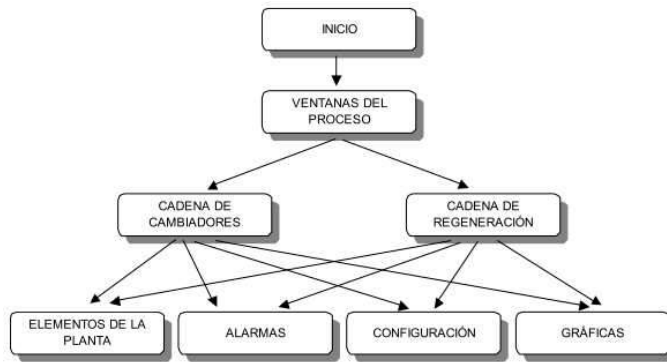 INICIO
VENTANAS DEL
PROCESO
CADENA DE
CAMBIADORES
CADENA DE
REGENERACIÓN
ELEMENTOS DE LA
PLANTA
ALARMAS
CONFIGURACIÓN
GRÁFICAS